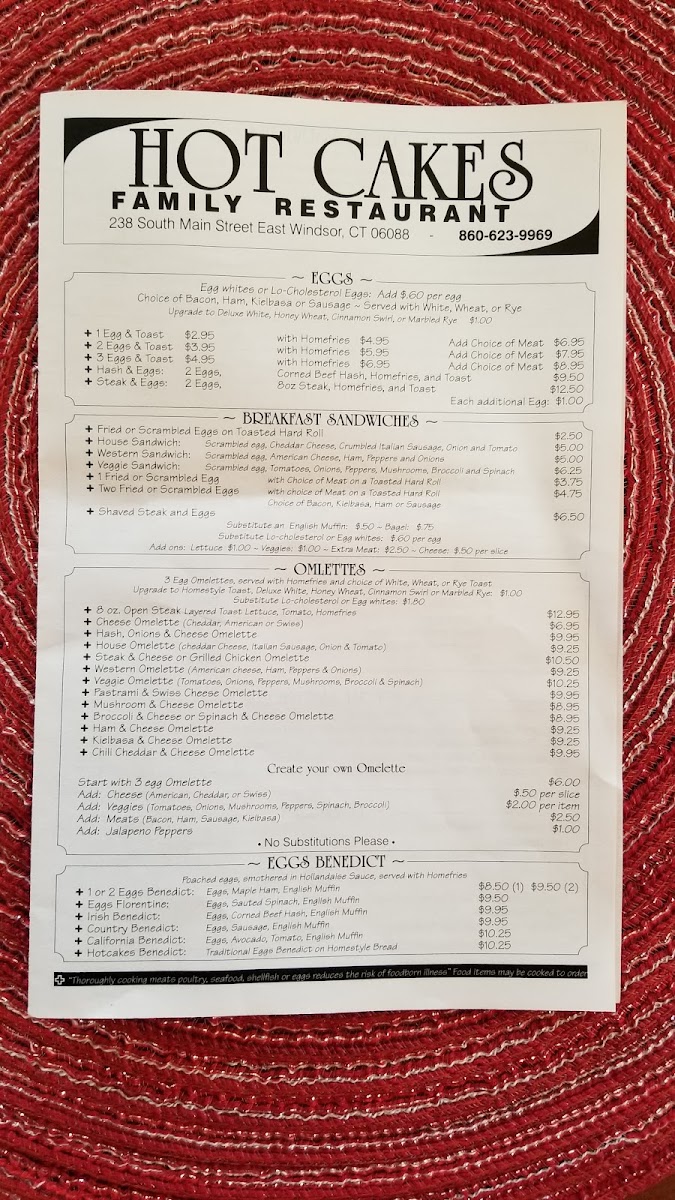 HOT CAKES
FAMILY RESTAURANT
238 South Main Street East Windsor, CT 06088 - 860-623-9969
~ EGGS ~
Egg whites or Lo-Cholesterol Eggs: Add $.60 per egg
Choice of Bacon, Ham, Kielbasa or Sausage ~ Served with White, Wheat, or Rye
Upgrade to Deluxe White, Honey Wheat, Cinnamon Swirl, or Marbled Rye $1.00
+ 1 Egg & Toast $2.95 with Homefries $4.95 Add Choice of Meat $6.95
+ 2 Eggs & Toast $3.95 with Homefries $5.95 Add Choice of Meat $7.95
+ 3 Eggs & Toast $4.95 with Homefries $6.95 Add Choice of Meat $8.95
+ Hash & Eggs: 2 Eggs, Corned Beef Hash, Homefries, and Toast $9.50
+ Steak & Eggs: 2 Eggs, 8oz Steak, Homefries, and Toast $12.50
Each additional Egg: $1.00
~ BREAKFAST SANDWICHES ~
+ Fried or Scrambled Eggs on Toasted Hard Roll $2.50
+ House Sandwich: Scrambled egg, Cheddar Cheese, Crumbled Italian Sausage, Onion and Tomato $5.00
+ Western Sandwich: Scrambled egg, American Cheese, Ham, Peppers and Onions $5.00
+ Veggie Sandwich: Scrambled egg, Tomatoes, Onions, Peppers, Mushrooms, Broccoli and Spinach $6.25
+ 1 Fried or Scrambled Egg with Choice of Meat on a Toasted Hard Roll $3.75
+ Two Fried or Scrambled Eggs with choice of Meat on a Toasted Hard Roll $4.75
Choice of Bacon, Kielbasa, Ham or Sausage
+ Shaved Steak and Eggs $6.50
Substitute an English Muffin: $.50 ~ Bagel: $.75
Substitute Lo-cholesterol or Egg whites: $.60 per egg
Add ons: Lettuce $1.00 ~ Veggies: $1.00 ~ Extra Meat: $2.50 ~ Cheese: $.50 per slice
~ OMLETTES ~
3 Egg Omelettes, served with Homefries and choice of White, Wheat, or Rye Toast
Upgrade to Homestyle Toast, Deluxe White, Honey Wheat, Cinnamon Swirl or Marbled Rye: $1.00
Substitute Lo-cholesterol or Egg whites: $1.80
+ 8 oz. Open Steak Layered Toast Lettuce, Tomato, Homefries $12.95
+ Cheese Omelette (Cheddar, American or Swiss) $6.95
+ Hash, Onions & Cheese Omelette $9.95
+ House Omelette (cheddar Cheese, Italian Sausage, Onion & Tomato) $9.25
+ Steak & Cheese or Grilled Chicken Omelette $10.50
+ Western Omelette (American cheese, Ham, Peppers & Onions) $9.25
+ Veggie Omelette (Tomatoes, Onions, Peppers, Mushrooms, Broccoli & Spinach) $10.25
+ Pastrami & Swiss Cheese Omelette $9.95
+ Mushroom & Cheese Omelette $8.95
+ Broccoli & Cheese or Spinach & Cheese Omelette $8.95
+ Ham & Cheese Omelette $9.25
+ Kielbasa & Cheese Omelette $9.25
+ Chili Cheddar & Cheese Omelette $9.95
Create your own Omelette
Start with 3 egg Omelette $6.00
Add: Cheese (American, Cheddar, or Swiss) $.50 per slice
Add: Veggies (Tomatoes, Onions, Mushrooms, Peppers, Spinach, Broccoli) $2.00 per item
Add: Meats (Bacon, Ham, Sausage, Kielbasa) $2.50
Add: Jalapeno Peppers $1.00
• No Substitutions Please •
~ EGGS BENEDICT ~
Poached eggs, smothered in Hollandaise Sauce, served with Homefries
+ 1 or 2 Eggs Benedict: Eggs, Maple Ham, English Muffin $8.50 (1) $9.50 (2)
+ Eggs Florentine: Eggs, Sauted Spinach, English Muffin $9.50
+ Irish Benedict: Eggs, Corned Beef Hash, English Muffin $9.95
+ Country Benedict: Eggs, Sausage, English Muffin $9.95
+ California Benedict: Eggs, Avocado, Tomato, English Muffin $10.25
+ Hotcakes Benedict: Traditional Eggs Benedict on Homestyle Bread $10.25
+ "Thoroughly cooking meats poultry, seafood, shellfish or eggs reduces the risk of foodborn illness" Food items may be cooked to order